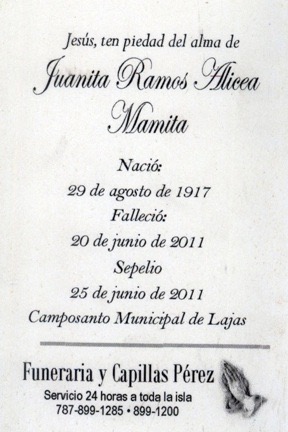 Jesús, ten piedad del alma de
Juanita Ramos Alicea
Mamita
Nació:
29 de agosto de 1917
Falleció:
20 de junio de 2011
Sepelio
25 de junio de 2011
Camposanto Municipal de Lajas
Funeraria y Capillas Pérez
Servicio 24 horas a toda la isla
787-899-1285 • 899-1200